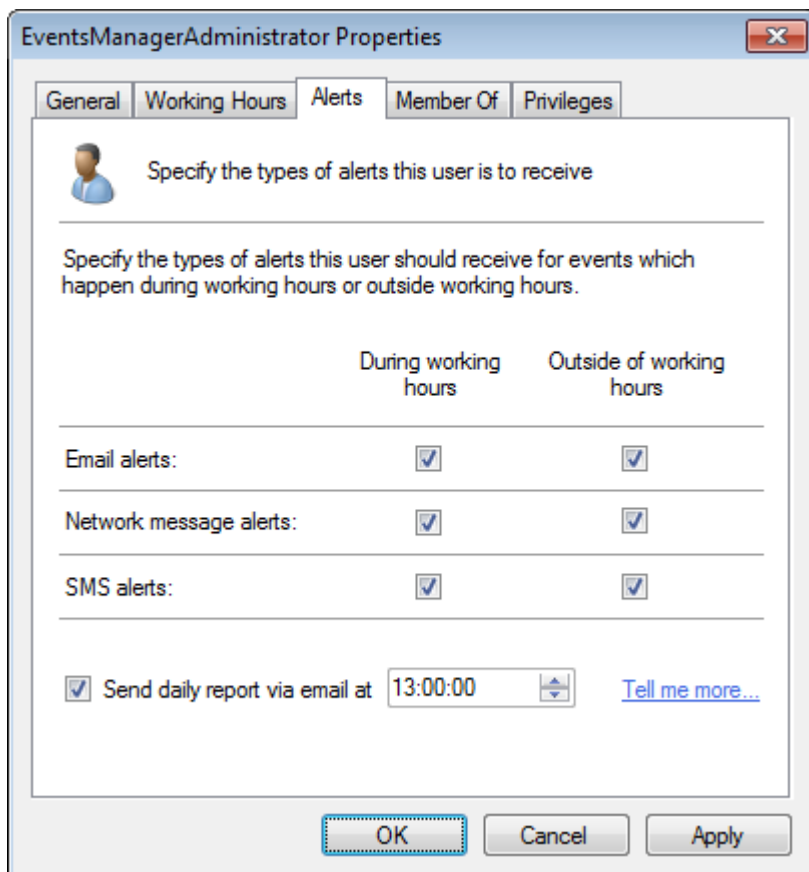 EventsManagerAdministrator Properties
General Working Hours Alerts Member Of Privileges
Specify the types of alerts this user is to receive
Specify the types of alerts this user should receive for events which
happen during working hours or outside working hours.
During working Outside of working
hours hours
Email alerts:
Network message alerts:
SMS alerts:
Send daily report via email at 13:00:00 Tell me more...
OK Cancel Apply